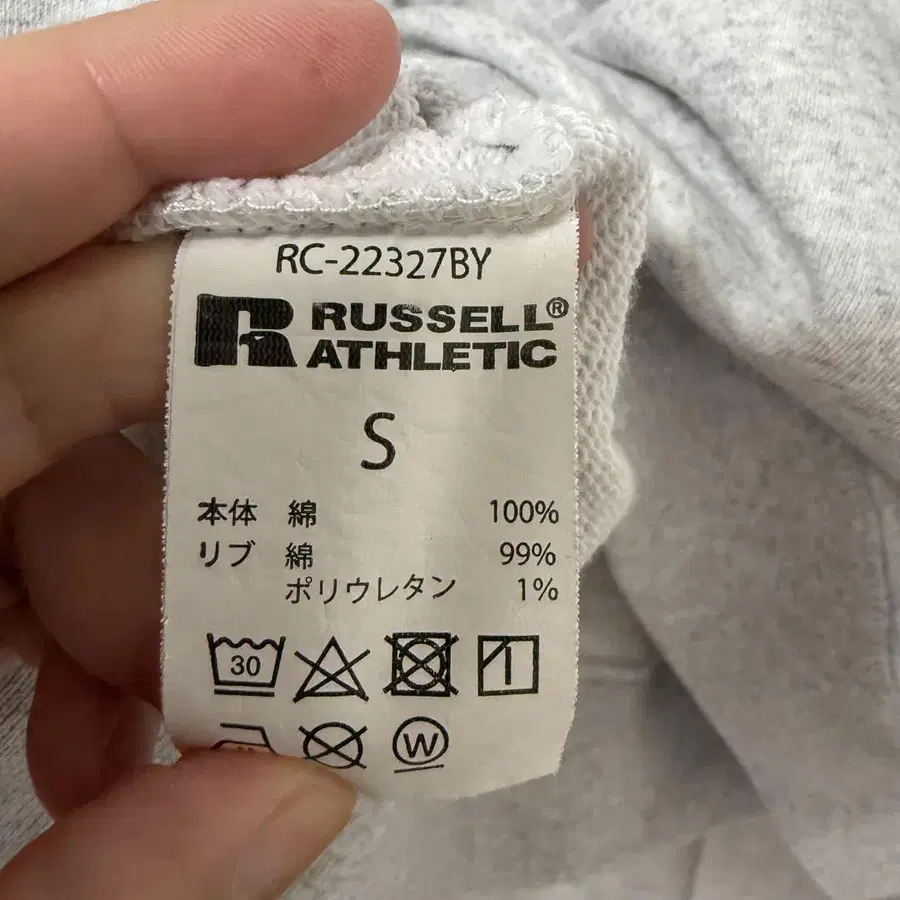 RC-22327BY
RUSSELL®
ATHLETIC
S
本体 綿 100%
リブ 綿 99%
ポリウレタン 1%
30
W